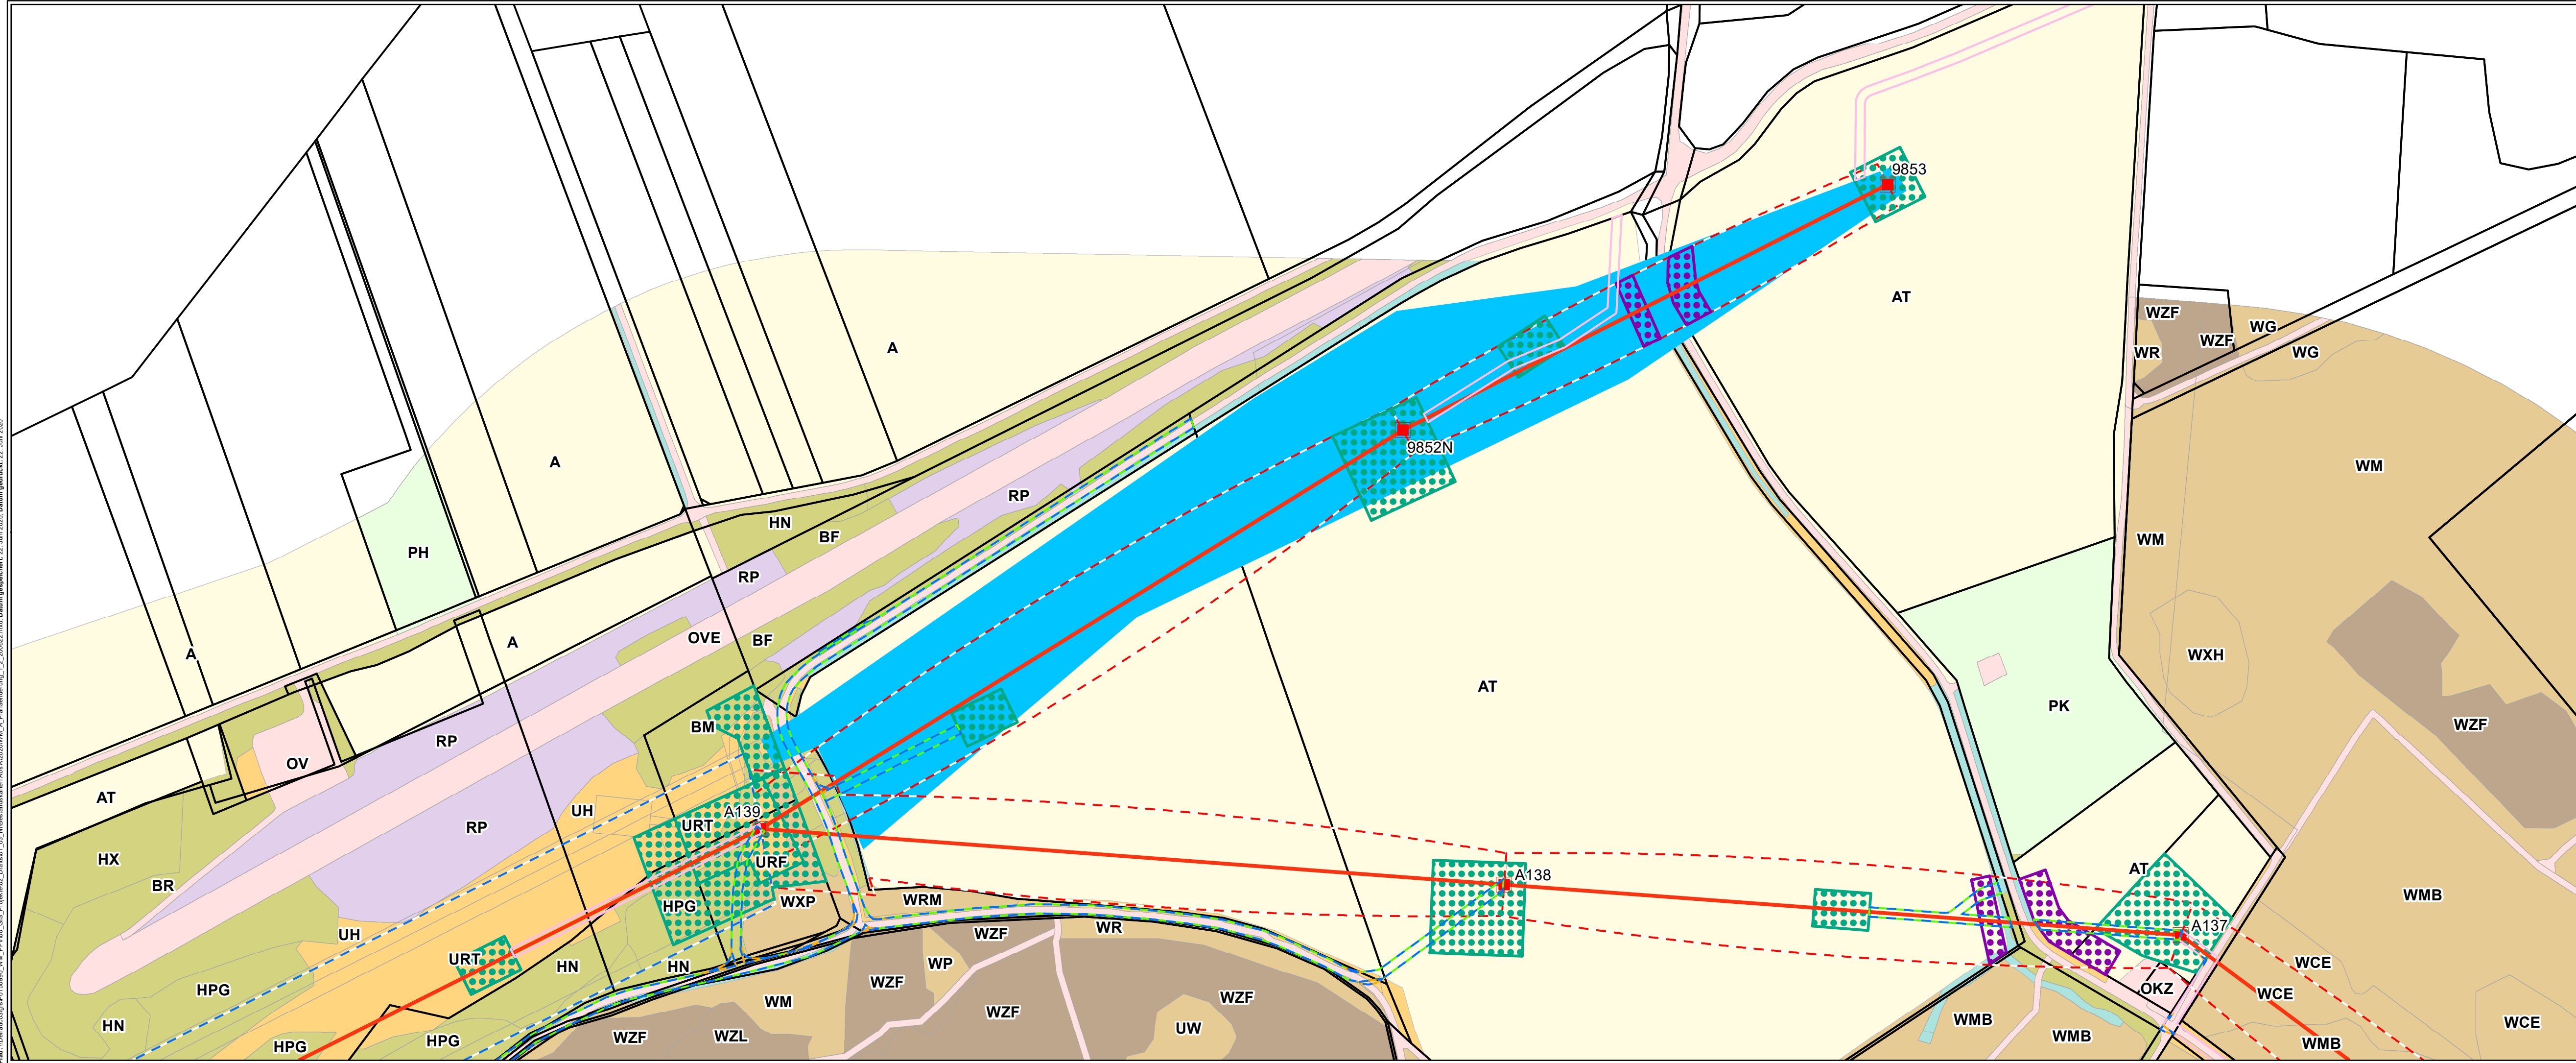 9853
AT
WZF
WG
WZF
WR
WG
A
9852N
A
WM
RP
HN
BF
WM
PH
RP
OVE
BF
A
A
WXH
AT
PK
BM
WZF
RP
OV
AT
UH
A139
URT
RP
HX
URF
AT
A138
BR
WMB
WXP
WRM
HPG
A137
WR
UH
WZF
URT
WP
HN
HN
WCE
WZF
OKZ
HPG
WCE
WZF
WM
WZF
WMB
WCE
HN
UW
WMB
WZF
WZL
HPG
HPG
WMB